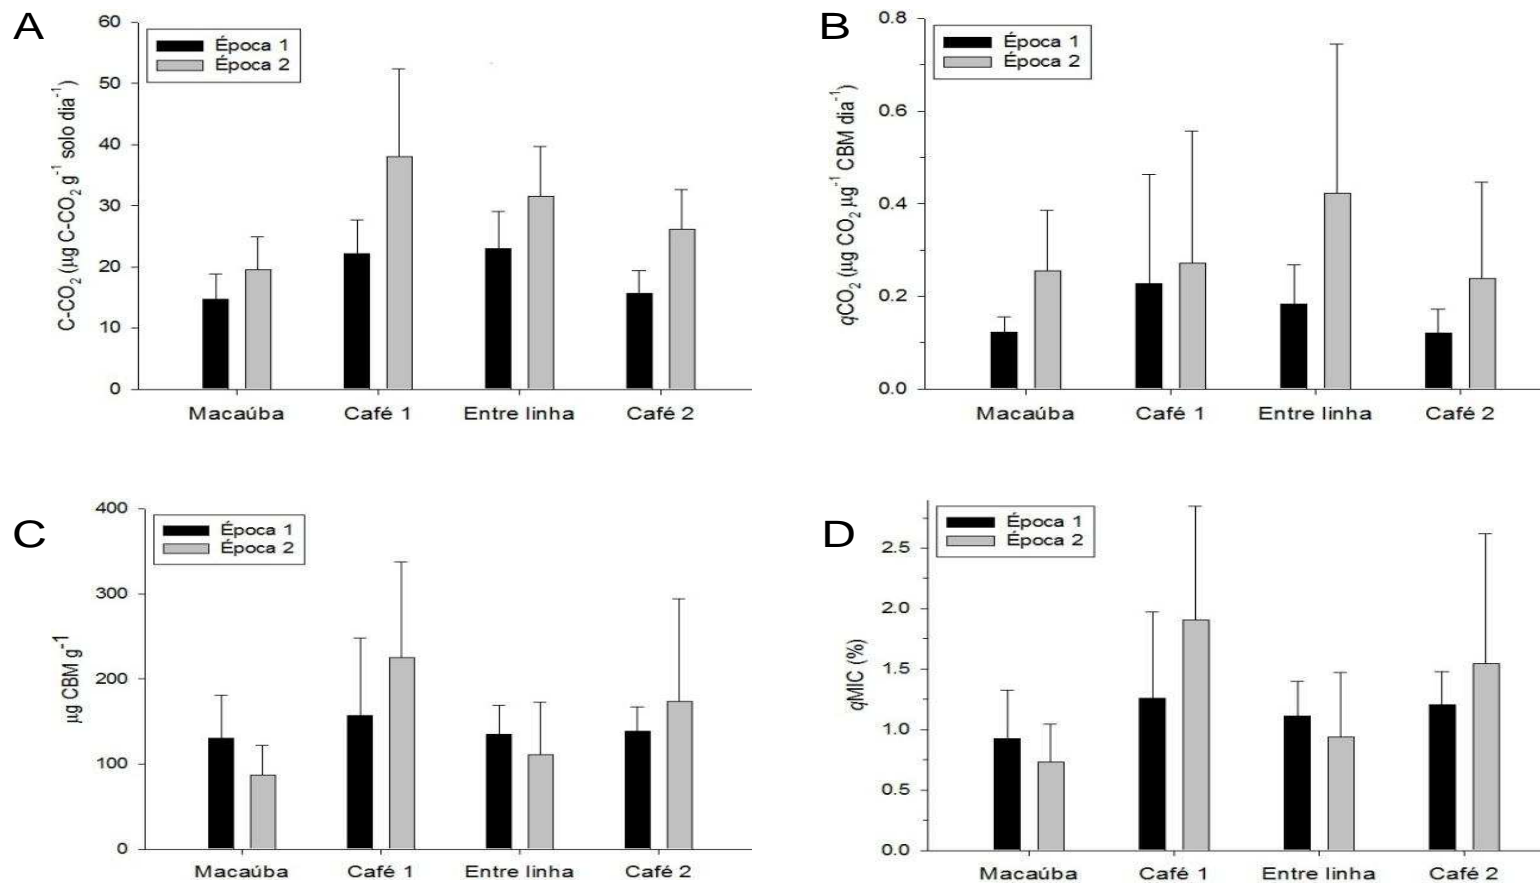 A
C-CO₂ (µg C-CO₂ g⁻¹ solo dia⁻¹)
60
50
40
30
20
10
0
Época 1
Época 2
Macaúba Café 1 Entre linha Café 2
B
qCO₂ (µg CO₂ µg⁻¹ CBM dia⁻¹)
0.8
0.6
0.4
0.2
0.0
Época 1
Época 2
Macaúba Café 1 Entre linha Café 2
C
µg CBM g⁻¹
400
300
200
100
0
Época 1
Época 2
Macaúba Café 1 Entre linha Café 2
D
qMIC (%)
2.5
2.0
1.5
1.0
0.5
0.0
Época 1
Época 2
Macaúba Café 1 Entre linha Café 2